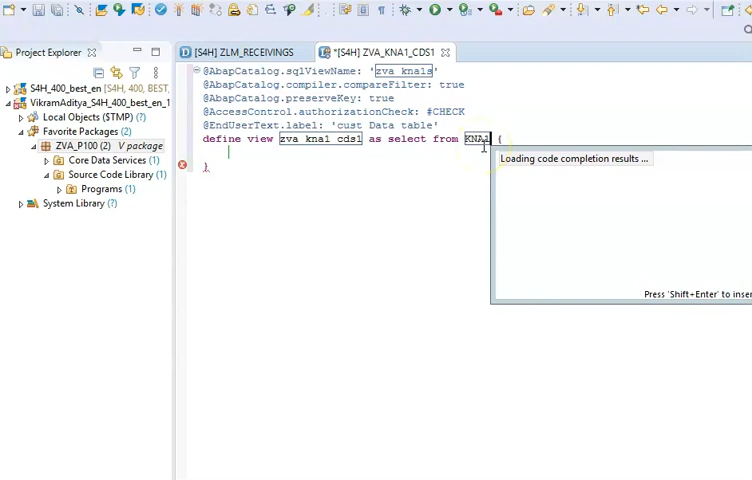 Project Explorer
[S4H] ZLM_RECEIVINGS
*[S4H] ZVA_KNA1_CDS1
S4H_400_best_en [S4H, 400, BEST,
VikramAditya_S4H_400_best_en_1
Local Objects ($TMP) (?)
Favorite Packages (2)
ZVA_P100 (2) V package
Core Data Services (1)
Source Code Library (1)
Programs (1)
System Library (?)
@AbapCatalog.sqlViewName: 'zva_kna1s'
@AbapCatalog.compiler.compareFilter: true
@AbapCatalog.preserveKey: true
@AccessControl.authorizationCheck: #CHECK
@EndUserText.label: 'cust Data table'
define view zva_kna1_cds1 as select from KNA1 {
}
Loading code completion results ...
Press 'Shift+Enter' to inser